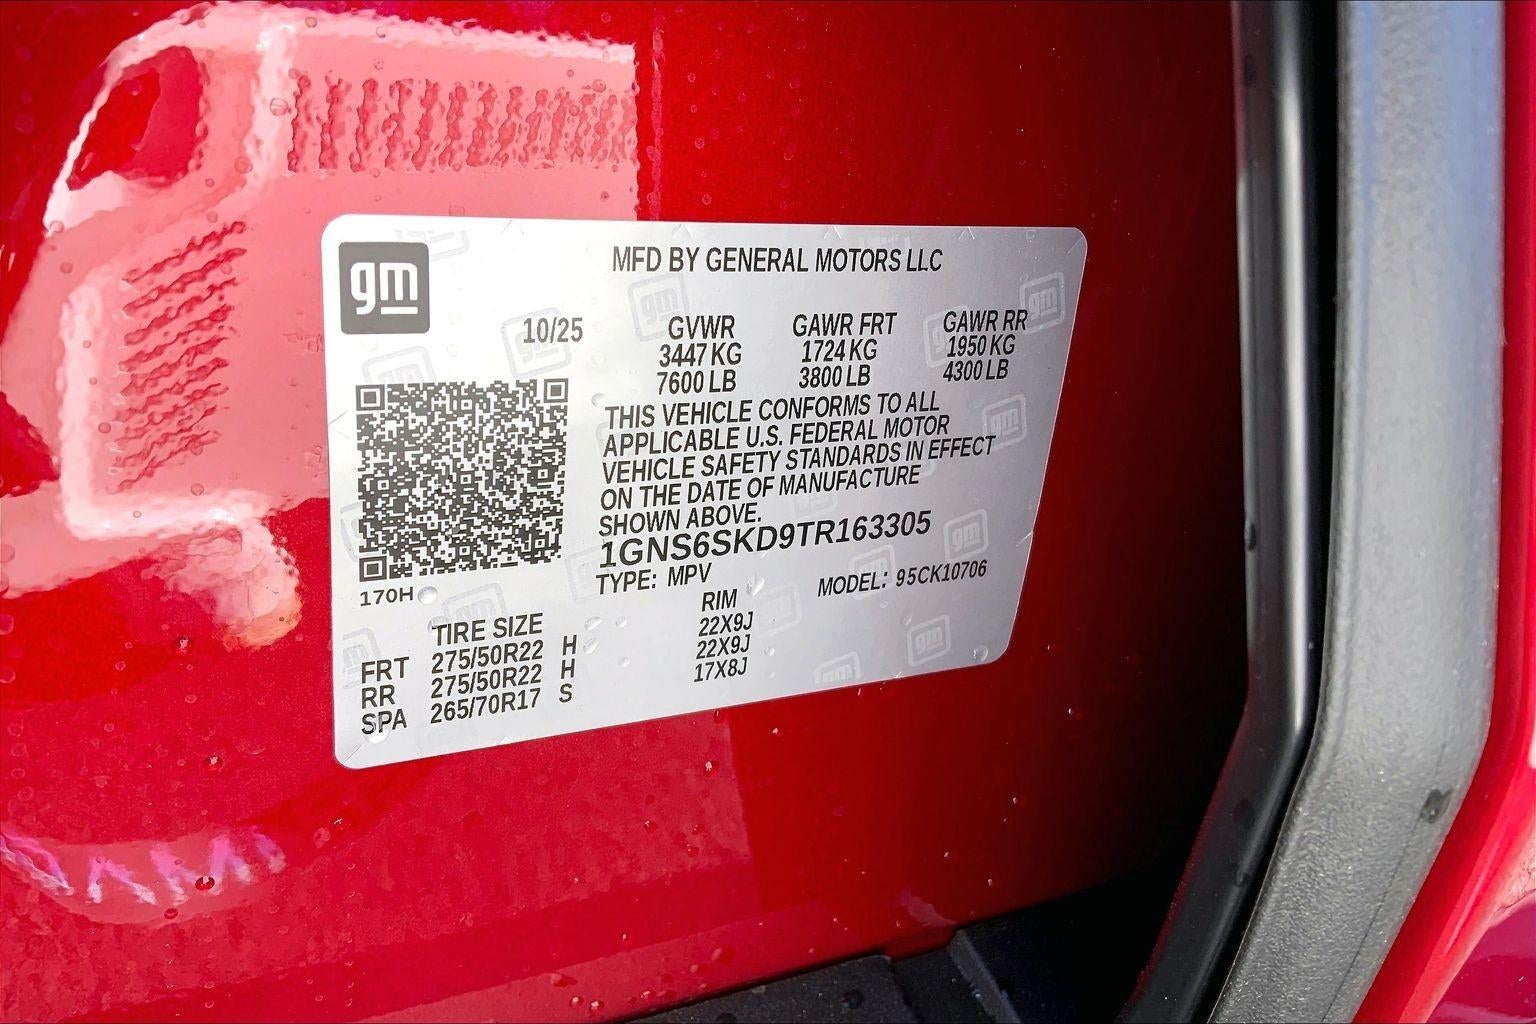 gm
MFD BY GENERAL MOTORS LLC
10/25
GVWR GAWR FRT GAWR RR
3447 KG 1724 KG 1950 KG
7600 LB 3800 LB 4300 LB
THIS VEHICLE CONFORMS TO ALL
APPLICABLE U.S. FEDERAL MOTOR
VEHICLE SAFETY STANDARDS IN EFFECT
ON THE DATE OF MANUFACTURE
SHOWN ABOVE.
1GNS6SKD9TR163305
TYPE: MPV MODEL: 95CK10706
170H
TIRE SIZE RIM
FRT 275/50R22 H 22X9J
RR 275/50R22 H 22X9J
SPA 265/70R17 S 17X8J